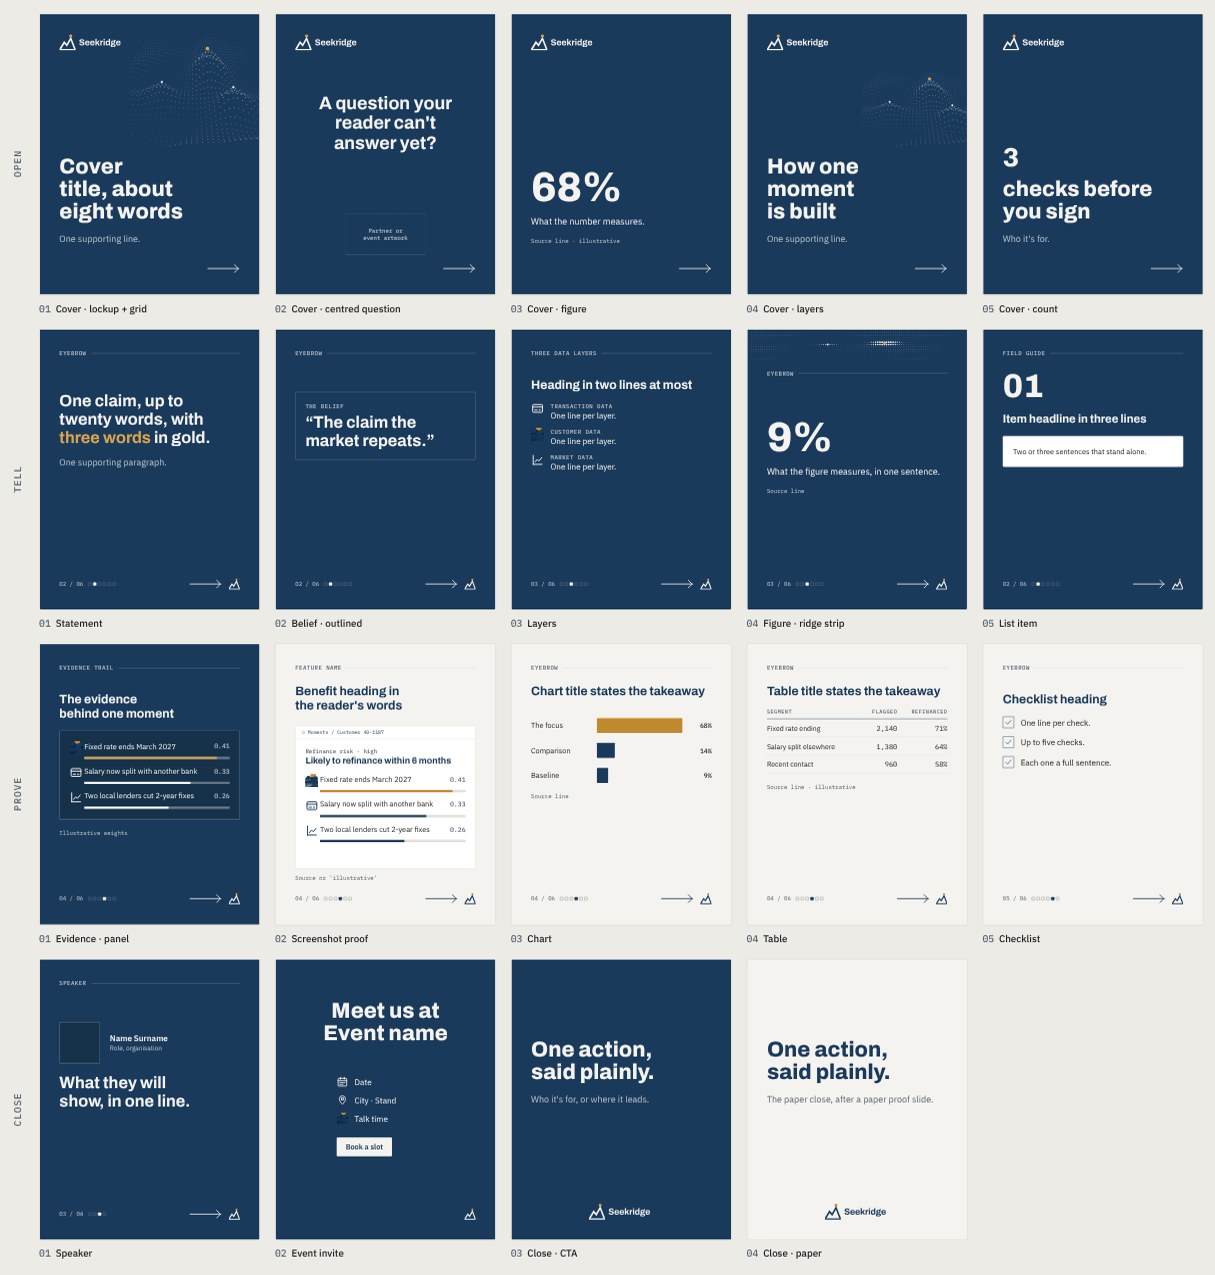 OPEN
Seekridge
Cover
title, about
eight words
One supporting line.
01 Cover · lockup + grid
Seekridge
A question your
reader can't
answer yet?
Partner or
event artwork
02 Cover · centred question
Seekridge
68%
What the number measures.
Source line · illustrative
03 Cover · figure
Seekridge
How one
moment
is built
One supporting line.
04 Cover · layers
Seekridge
3
checks before
you sign
Who it's for.
05 Cover · count
TELL
EYEBROW
One claim, up to
twenty words, with
three words in gold.
One supporting paragraph.
02 / 06
01 Statement
EYEBROW
THE BELIEF
“The claim the
market repeats.”
02 / 06
02 Belief · outlined
THREE DATA LAYERS
Heading in two lines at most
TRANSACTION DATA
One line per layer.
CUSTOMER DATA
One line per layer.
MARKET DATA
One line per layer.
03 / 06
03 Layers
EYEBROW
9%
What the figure measures, in one sentence.
Source line
03 / 06
04 Figure · ridge strip
FIELD GUIDE
01
Item headline in three lines
Two or three sentences that stand alone.
02 / 06
05 List item
PROVE
EVIDENCE TRAIL
The evidence
behind one moment
Fixed rate ends March 2027 0.41
Salary now split with another bank 0.33
Two local lenders cut 2-year fixes 0.26
Illustrative weights
04 / 06
01 Evidence · panel
FEATURE NAME
Benefit heading in
the reader's words
Moments / Customer 40-1187
Refinance risk · high
Likely to refinance within 6 months
Fixed rate ends March 2027 0.41
Salary now split with another bank 0.33
Two local lenders cut 2-year fixes 0.26
Source or 'illustrative'
04 / 06
02 Screenshot proof
EYEBROW
Chart title states the takeaway
The focus 68%
Comparison 14%
Baseline 9%
Source line
04 / 06
03 Chart
EYEBROW
Table title states the takeaway
SEGMENT FLAGGED REFINANCED
Fixed rate ending 2,140 71%
Salary split elsewhere 1,380 64%
Recent contact 960 58%
Source line · illustrative
04 / 06
04 Table
EYEBROW
Checklist heading
One line per check.
Up to five checks.
Each one a full sentence.
05 / 06
05 Checklist
CLOSE
SPEAKER
Name Surname
Role, organisation
What they will
show, in one line.
03 / 04
01 Speaker
Meet us at
Event name
Date
City · Stand
Talk time
Book a slot
02 Event invite
One action,
said plainly.
Who it's for, or where it leads.
Seekridge
03 Close · CTA
One action,
said plainly.
The paper close, after a paper proof slide.
Seekridge
04 Close · paper